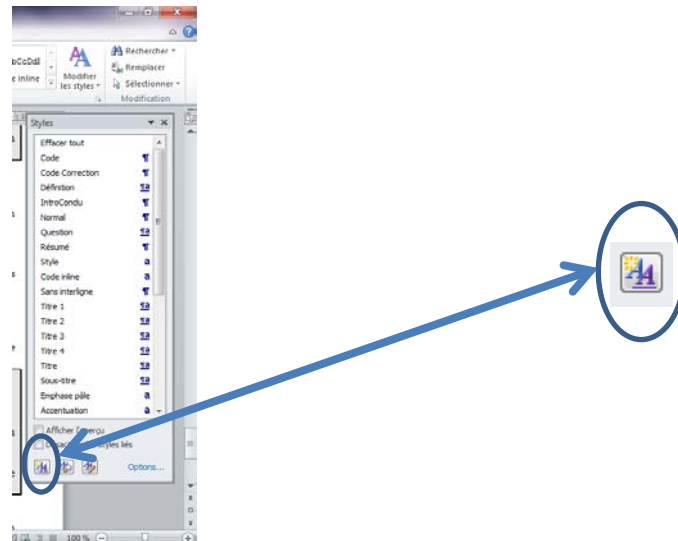 Rechercher
bCcDdI
Remplacer
e inline
Modifier
les styles
Sélectionner
Modification
Styles
Effacer tout
Code
Code Correction
Définition
IntroCondu
Normal
Question
Résumé
Style
Code inline
Sans interligne
Titre 1
Titre 2
Titre 3
Titre 4
Titre
Sous-titre
Emphase pâle
Accentuation
Afficher l'aperçu
styles liés
Options...
100 %